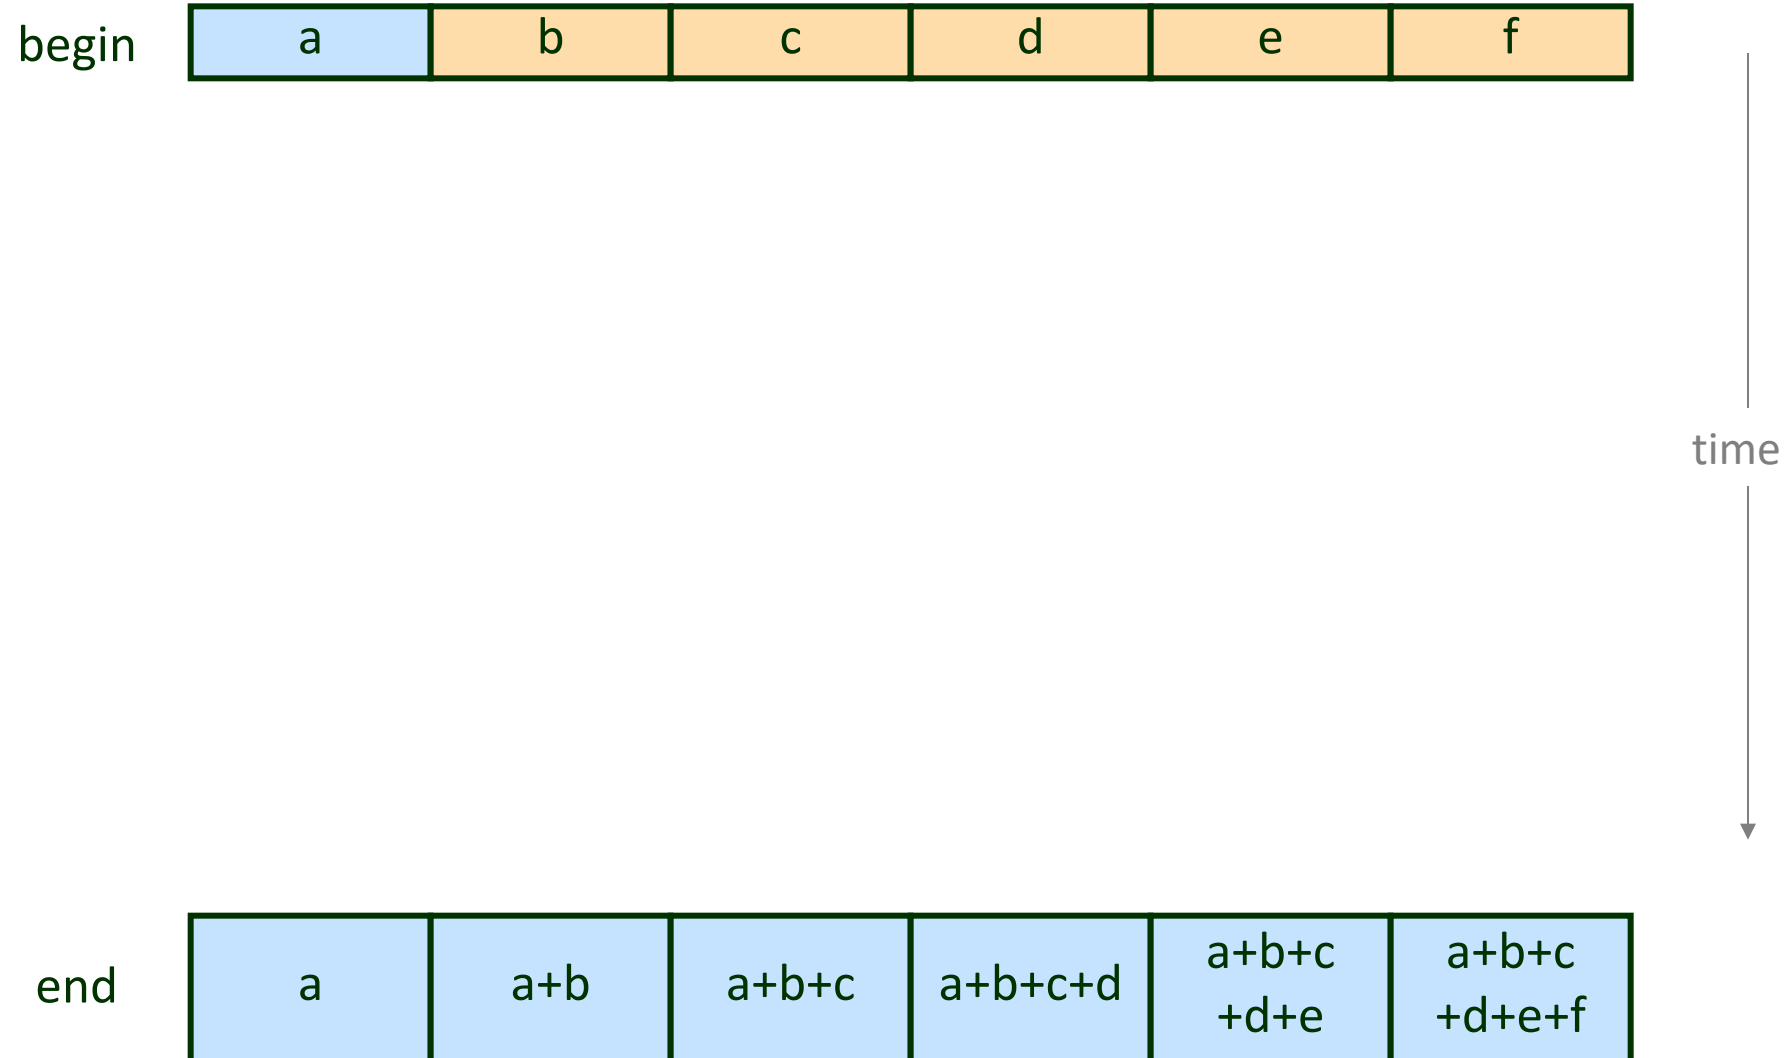 begin a b c d e f
time
end a a+b a+b+c a+b+c+d a+b+c
+d+e a+b+c
+d+e+f